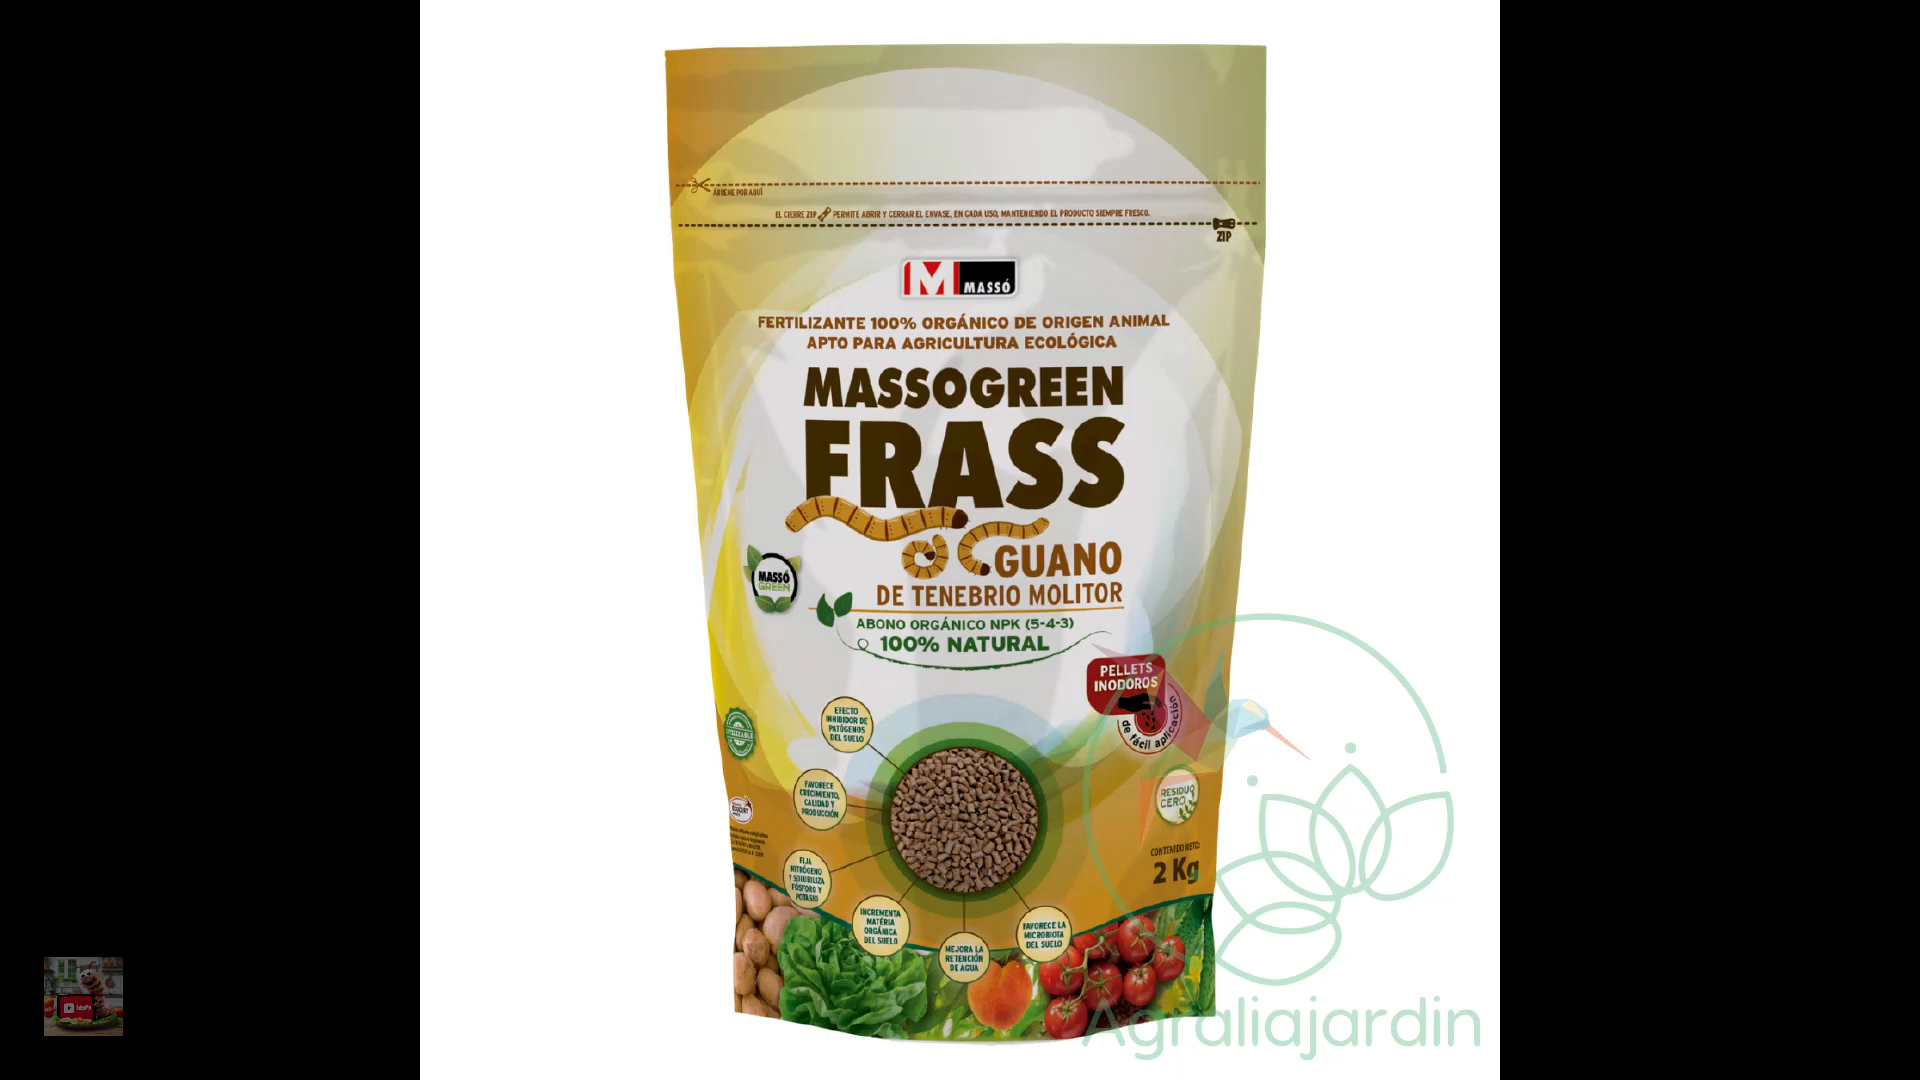 ÁBREME POR AQUÍ
EL CIERRE ZIP PERMITE ABRIR Y CERRAR EL ENVASE, EN CADA USO, MANTENIENDO EL PRODUCTO SIEMPRE FRESCO.
ZIP
M MASSÓ
FERTILIZANTE 100% ORGÁNICO DE ORIGEN ANIMAL
APTO PARA AGRICULTURA ECOLÓGICA
MASSOGREEN
FRASS
GUANO
DE TENEBRIO MOLITOR
MASSÓ
GREEN
ABONO ORGÁNICO NPK (5-4-3)
100% NATURAL
PELLETS
INODOROS
de fácil aplicación
EFECTO
INHIBIDOR DE
PATÓGENOS
DEL SUELO
FAVORECE
CRECIMIENTO,
CALIDAD Y
PRODUCCIÓN
FIJA
NITRÓGENO
Y SOLUBILIZA
FÓSFORO Y
POTASIO
INCREMENTA
MATERIA
ORGÁNICA
DEL SUELO
MEJORA LA
RETENCIÓN
DE AGUA
FAVORECE LA
MICROBIOTA
DEL SUELO
RESIDUO
CERO
CONTENIDO NETO:
2 Kg
Agraliajardin